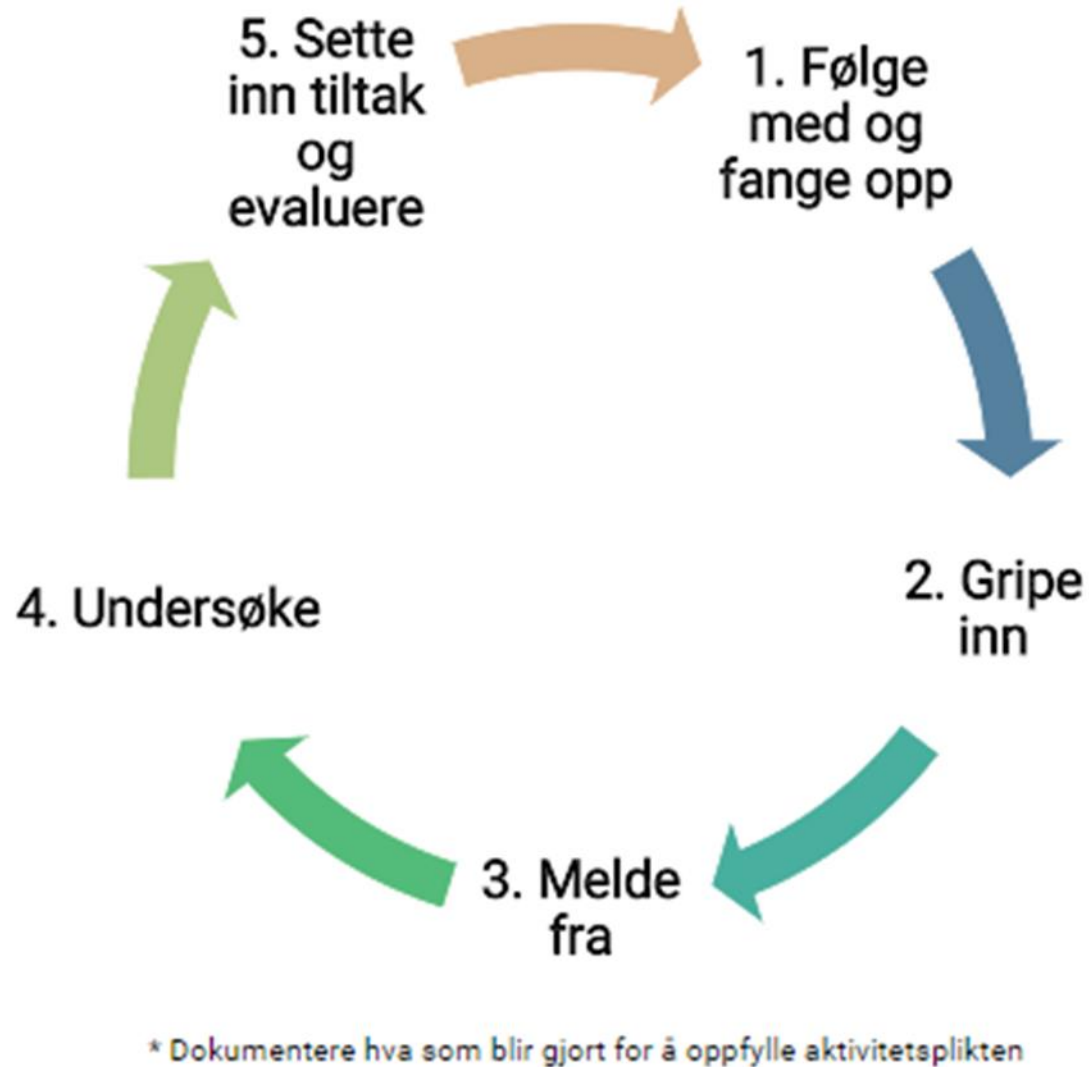 5. Sette
inn tiltak
og
evaluere
1. Følge
med og
fange opp
2. Gripe
inn
3. Melde
fra
4. Undersøke
* Dokumentere hva som blir gjort for å oppfylle aktivitetsplikten